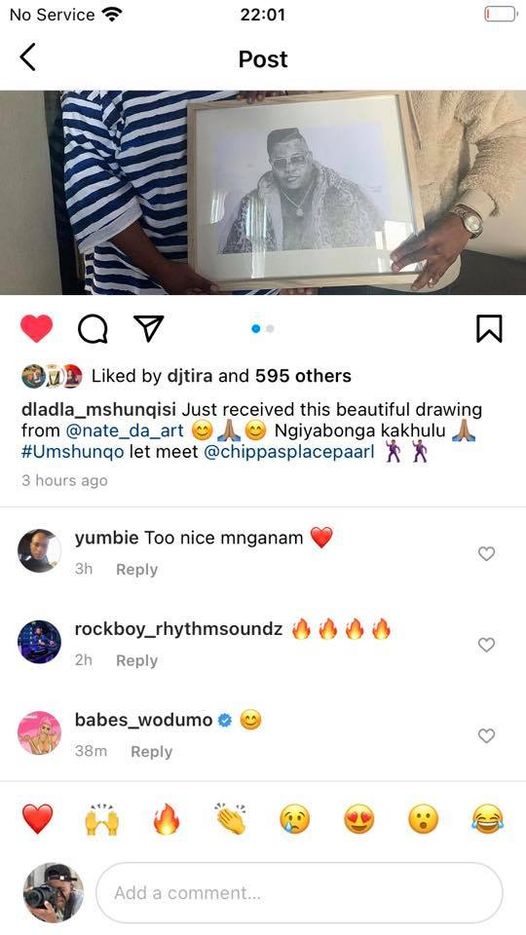 No Service 22:01
Post
Liked by djtira and 595 others
dladla_mshunqisi Just received this beautiful drawing
from @nate_da_art 😊🙏🏽😊 Ngiyabonga kakhulu 🙏🏽
#Umshunqo let meet @chippasplacepaarl 🕺🏽🕺🏽
3 hours ago
yumbie Too nice mnganam ❤️
3h Reply
rockboy_rhythmsoundz 🔥🔥🔥🔥
2h Reply
babes_wodumo 😊
38m Reply
❤️ 🙌 🔥 👏 😢 😍 😮 😂
Add a comment...